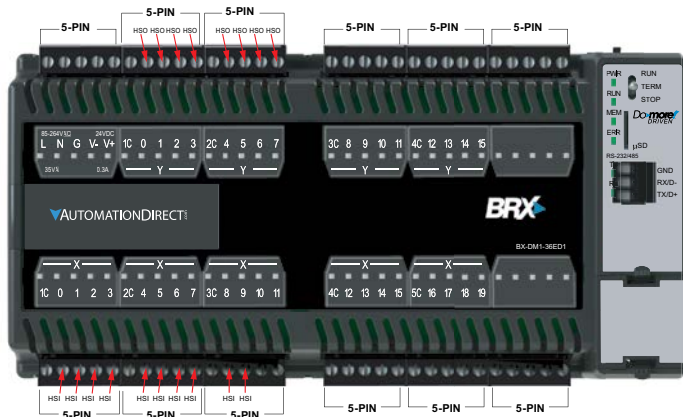 5-PIN 5-PIN 5-PIN 5-PIN 5-PIN 5-PIN
HSO HSO HSO HSO HSO HSO HSO HSO
PWR RUN
RUN TERM
MEM STOP
ERR Do-more!
DRIVEN
µSD
RS-232/485
GND
RX/D-
TX/D+
85-264V 24VDC
L N G V- V+
35VA 0.3A
1C 0 1 2 3
Y
2C 4 5 6 7
Y
3C 8 9 10 11
Y
4C 12 13 14 15
Y
AUTOMATIONDIRECT
BRX
BX-DM1-36ED1
X
1C 0 1 2 3
X
2C 4 5 6 7
X
3C 8 9 10 11
X
4C 12 13 14 15
X
5C 16 17 18 19
HSI HSI HSI HSI HSI HSI HSI HSI HSI HSI
5-PIN 5-PIN 5-PIN 5-PIN 5-PIN 5-PIN